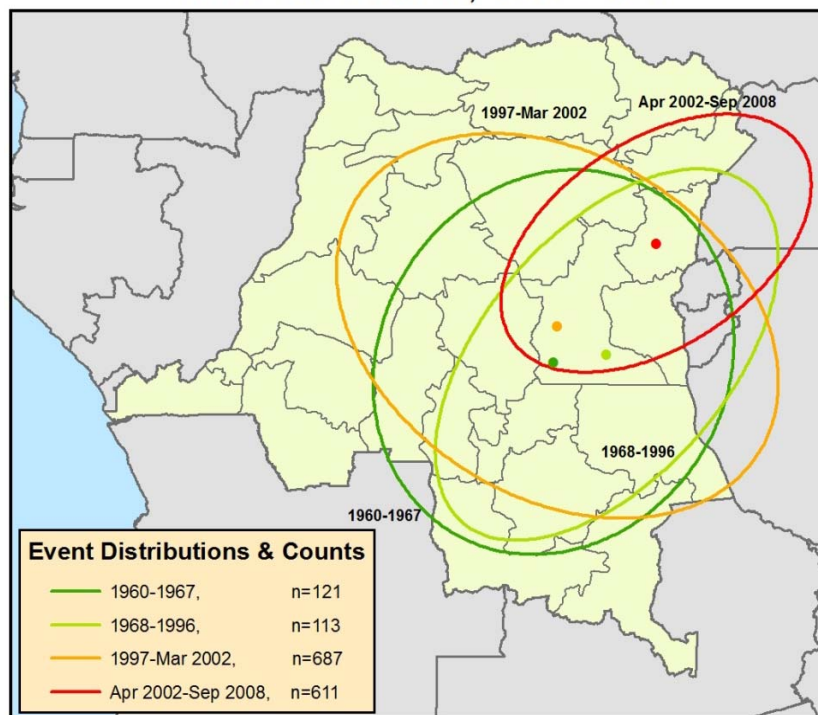 1997-Mar 2002
Apr 2002-Sep 2008
1968-1996
1960-1967
Event Distributions & Counts
1960-1967, n=121
1968-1996, n=113
1997-Mar 2002, n=687
Apr 2002-Sep 2008, n=611